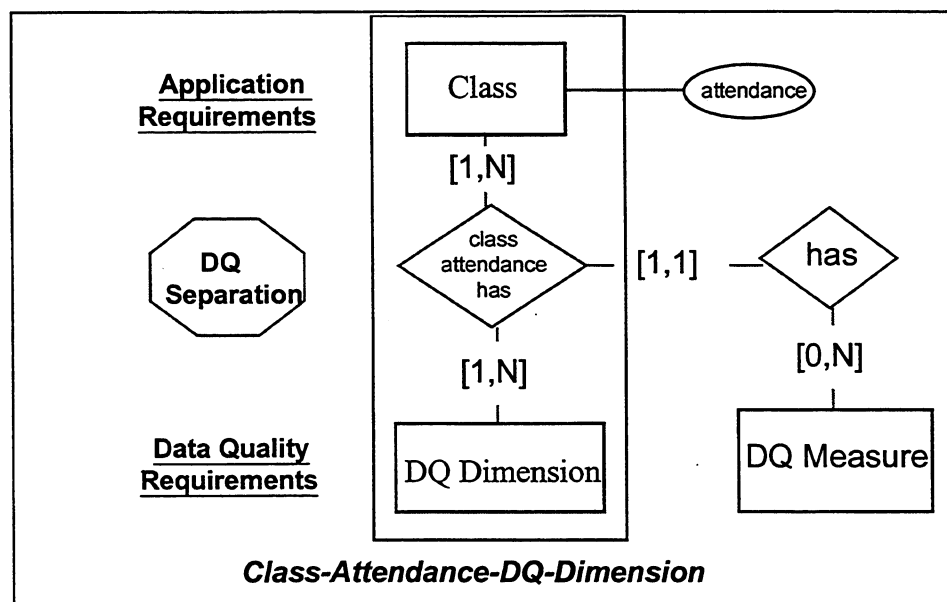 Application
Requirements
Class
attendance
[1,N]
DQ
Separation
class
attendance
has
[1,1]
has
[1,N]
[0,N]
Data Quality
Requirements
DQ Dimension
DQ Measure
Class-Attendance-DQ-Dimension